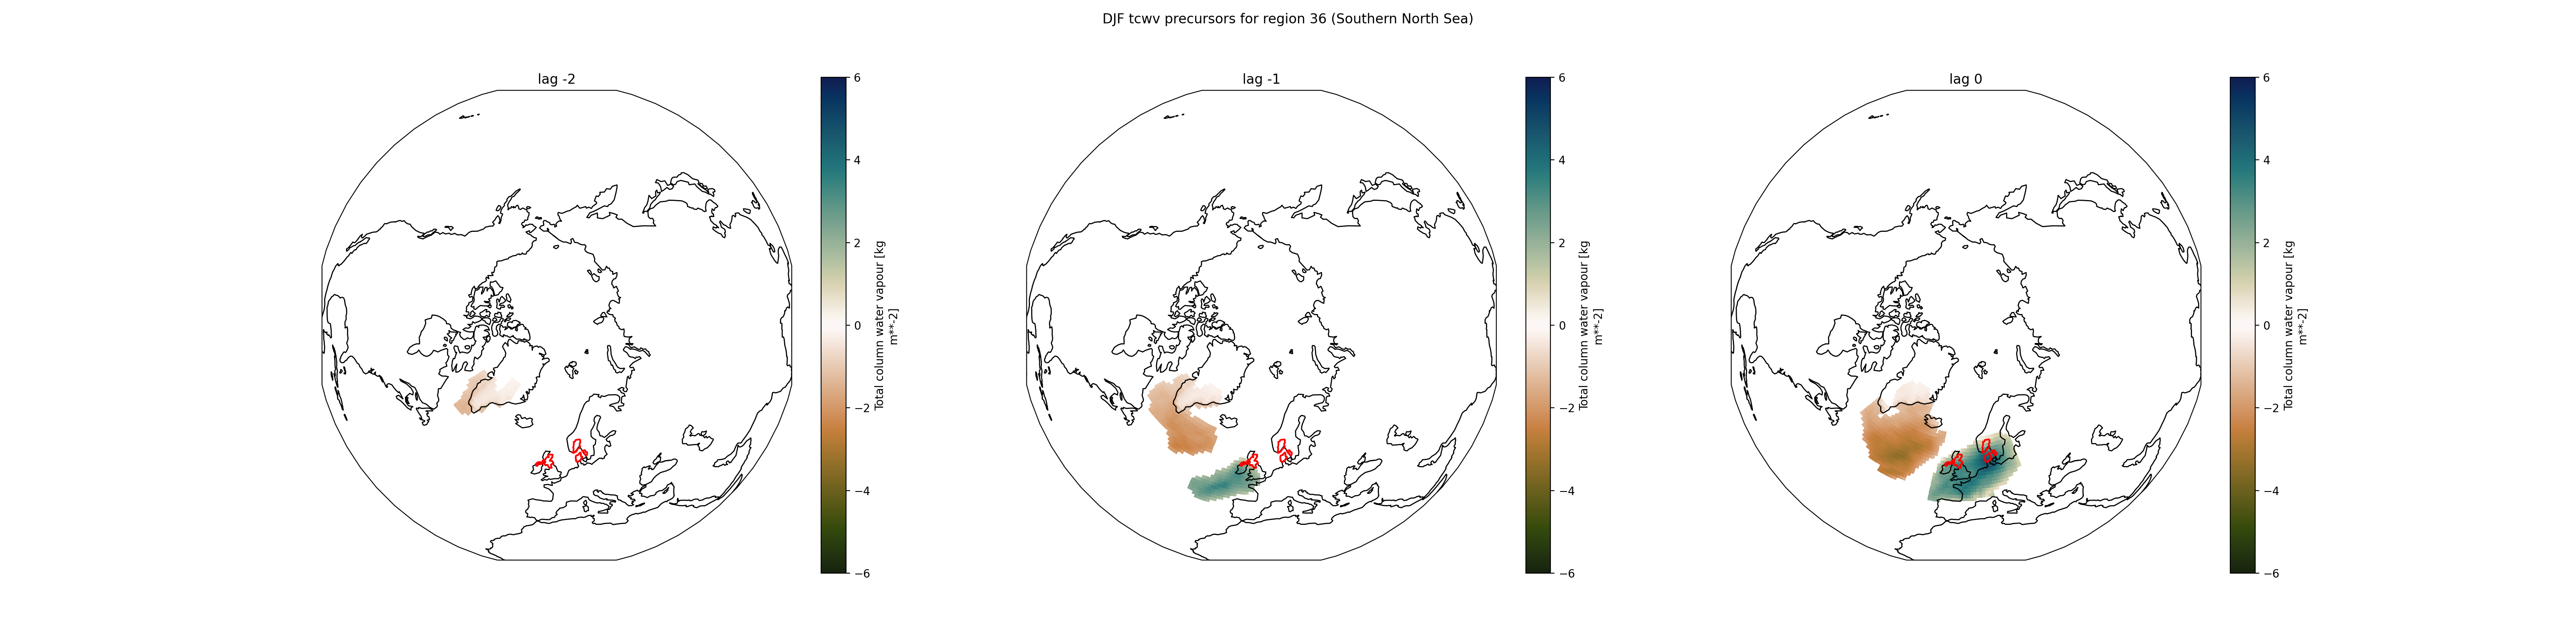 DJF tcwv precursors for region 36 (Southern North Sea)
lag -2
6
4
2
0
−2
−4
−6
Total column water vapour [kg
m**-2]
lag -1
6
4
2
0
−2
−4
−6
Total column water vapour [kg
m**-2]
lag 0
6
4
2
0
−2
−4
−6
Total column water vapour [kg
m**-2]